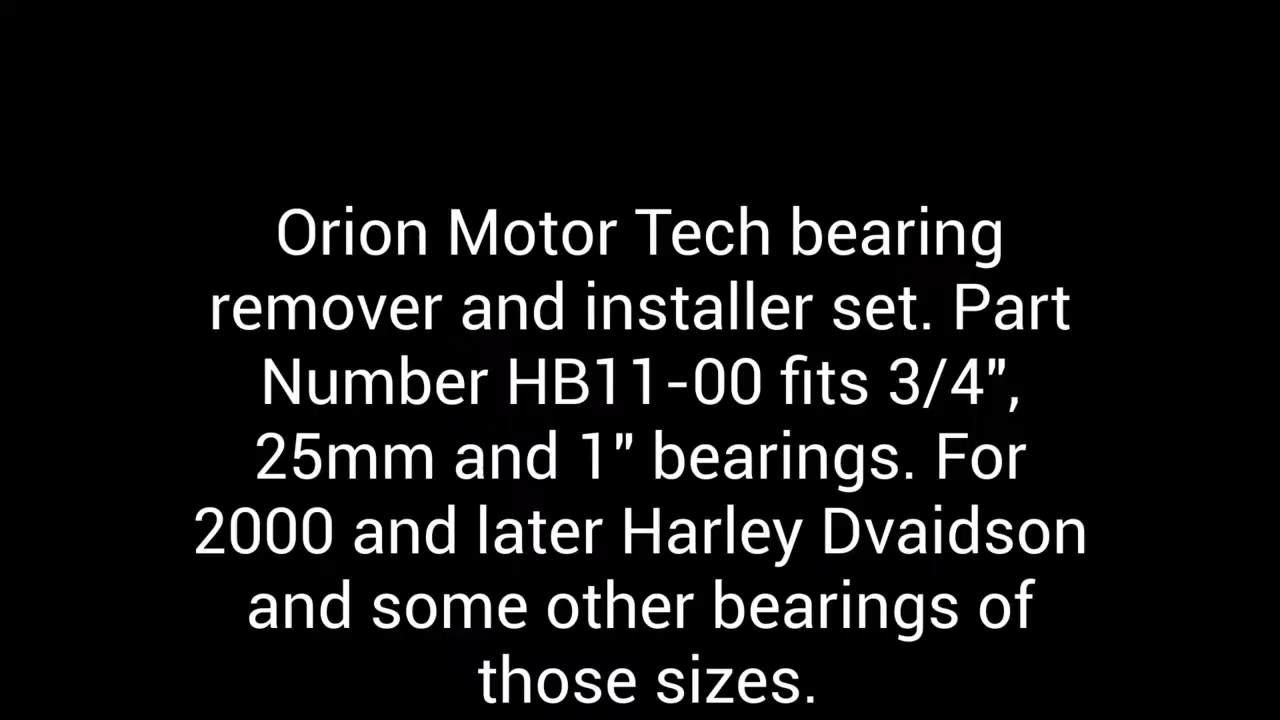 Orion Motor Tech bearing
remover and installer set. Part
Number HB11-00 fits 3/4",
25mm and 1" bearings. For
2000 and later Harley Dvaidson
and some other bearings of
those sizes.